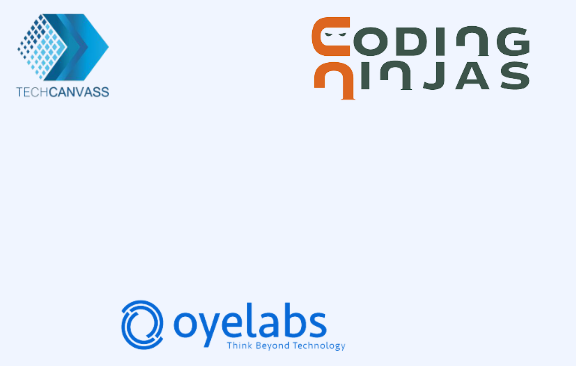 TECHCANVASS
CODING
NINJAS
oyelabs
Think Beyond Technology